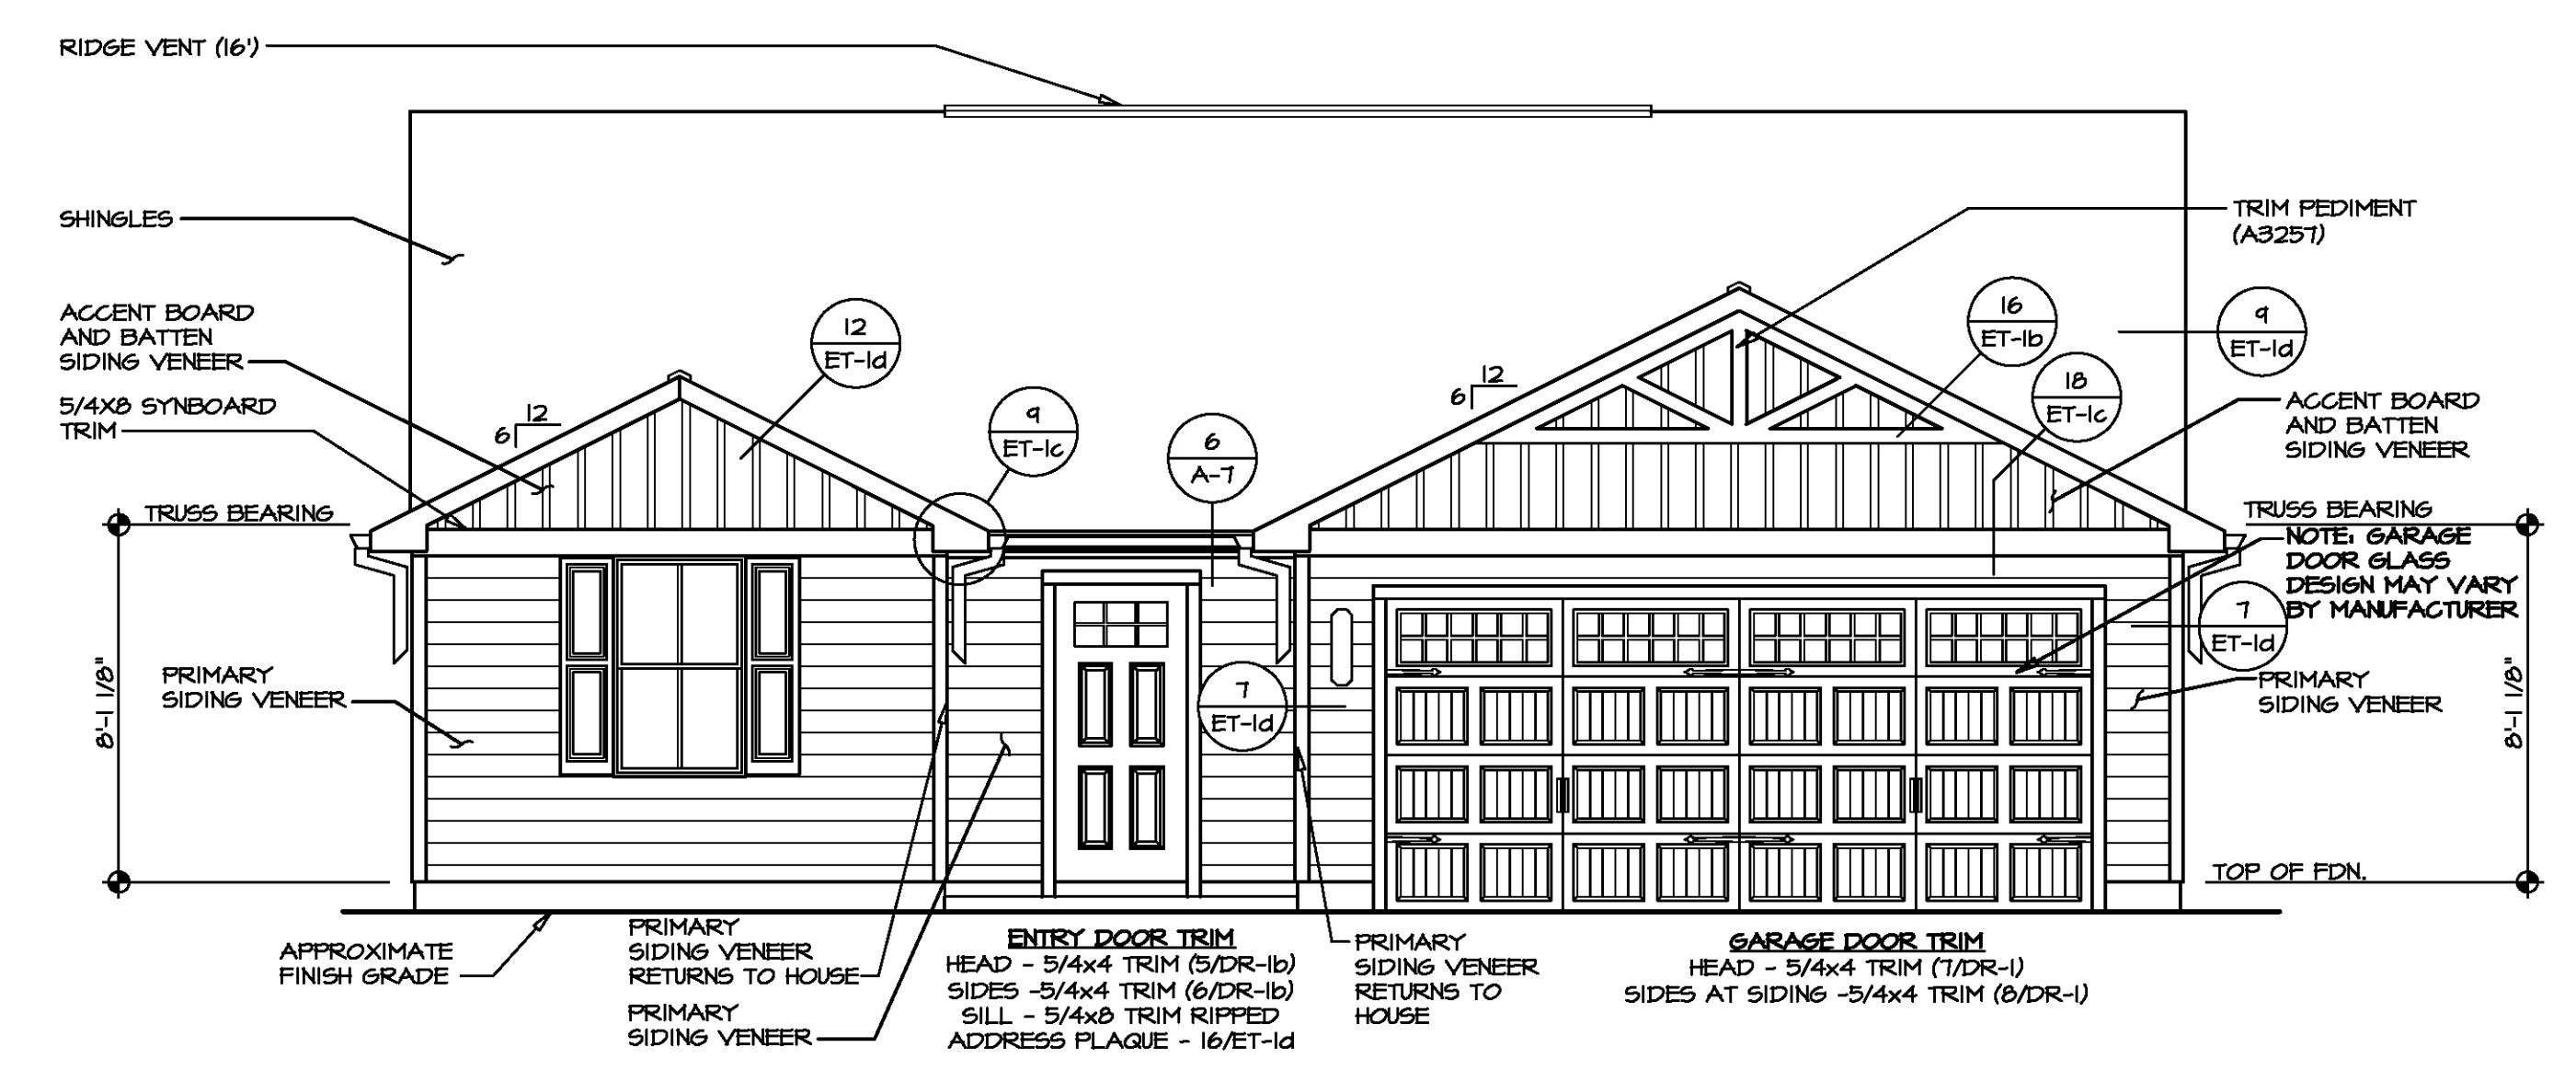 RIDGE VENT (16')
SHINGLES
TRIM PEDIMENT
(A3257)
ACCENT BOARD
AND BATTEN
SIDING VENEER
5/4X8 SYNBOARD
TRIM
12
6
12
ET-1d
9
ET-1c
6
A-7
12
6
16
ET-1b
18
ET-1c
9
ET-1d
ACCENT BOARD
AND BATTEN
SIDING VENEER
TRUSS BEARING
TRUSS BEARING
NOTE: GARAGE
DOOR GLASS
DESIGN MAY VARY
BY MANUFACTURER
7
ET-1d
8'-1 1/8"
PRIMARY
SIDING VENEER
7
ET-1d
PRIMARY
SIDING VENEER
8'-1 1/8"
TOP OF FDN.
APPROXIMATE
FINISH GRADE
PRIMARY
SIDING VENEER
RETURNS TO HOUSE
PRIMARY
SIDING VENEER
ENTRY DOOR TRIM
HEAD - 5/4x4 TRIM (5/DR-1b)
SIDES -5/4x4 TRIM (6/DR-1b)
SILL - 5/4x8 TRIM RIPPED
ADDRESS PLAQUE - 16/ET-1d
PRIMARY
SIDING VENEER
RETURNS TO
HOUSE
GARAGE DOOR TRIM
HEAD - 5/4x4 TRIM (7/DR-1)
SIDES AT SIDING -5/4x4 TRIM (8/DR-1)